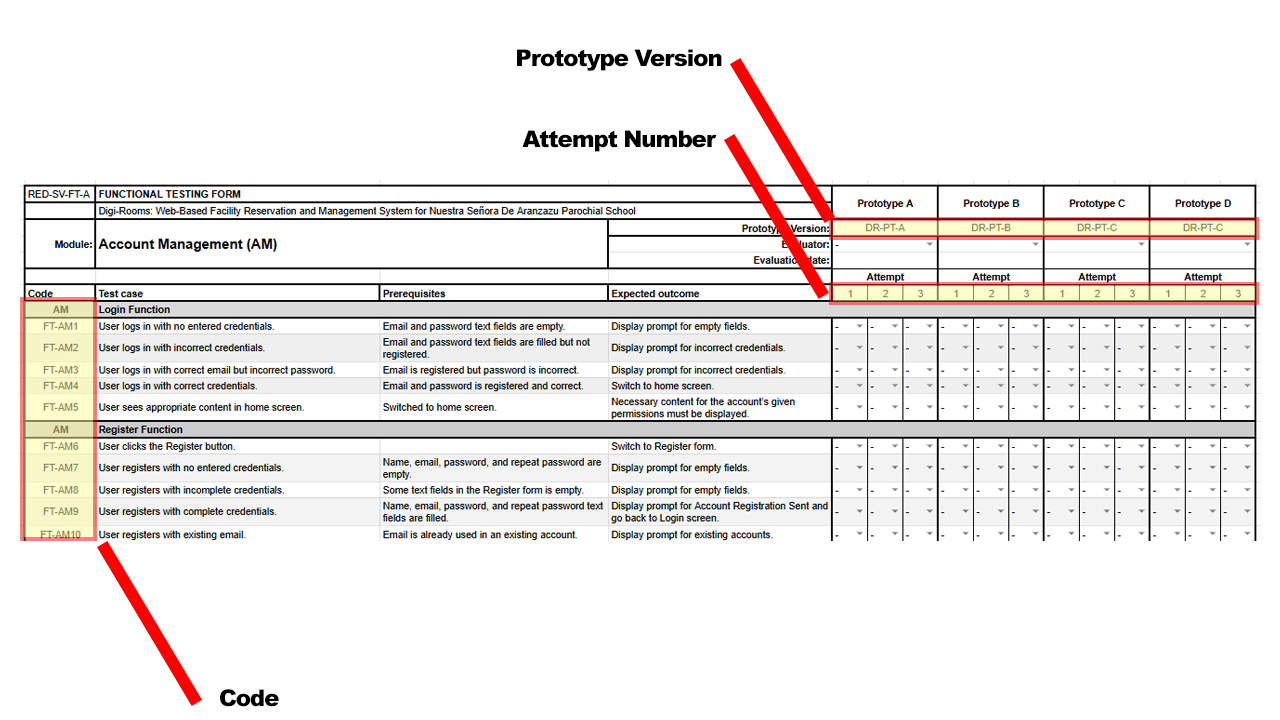 Prototype Version
Attempt Number
RED-SV-FT-A FUNCTIONAL TESTING FORM
Digi-Rooms: Web-Based Facility Reservation and Management System for Nuestra Señora De Aranzazu Parochial School
Prototype A Prototype B Prototype C Prototype D
Module: Account Management (AM)
Prototype Version: DR-PT-A DR-PT-B DR-PT-C DR-PT-C
Evaluator: -
Evaluation date:
Attempt Attempt Attempt Attempt
Code Test case Prerequisites Expected outcome 1 2 3 1 2 3 1 2 3 1 2 3
AM Login Function
FT-AM1 User logs in with no entered credentials. Email and password text fields are empty. Display prompt for empty fields. - - - - - - - - - - - -
FT-AM2 User logs in with incorrect credentials. Email and password text fields are filled but not
registered. Display prompt for incorrect credentials. - - - - - - - - - - - -
FT-AM3 User logs in with correct email but incorrect password. Email is registered but password is incorrect. Display prompt for incorrect credentials. - - - - - - - - - - - -
FT-AM4 User logs in with correct credentials. Email and password is registered and correct. Switch to home screen. - - - - - - - - - - - -
FT-AM5 User sees appropriate content in home screen. Switched to home screen. Necessary content for the account's given
permissions must be displayed. - - - - - - - - - - - -
AM Register Function
FT-AM6 User clicks the Register button. Switch to Register form. - - - - - - - - - - - -
FT-AM7 User registers with no entered credentials. Name, email, password, and repeat password are
empty. Display prompt for empty fields. - - - - - - - - - - - -
FT-AM8 User registers with incomplete credentials. Some text fields in the Register form is empty. Display prompt for empty fields. - - - - - - - - - - - -
FT-AM9 User registers with complete credentials. Name, email, password, and repeat password text
fields are filled. Display prompt for Account Registration Sent and
go back to Login screen. - - - - - - - - - - - -
FT-AM10 User registers with existing email. Email is already used in an existing account. Display prompt for existing accounts. - - - - - - - - - - - -
Code